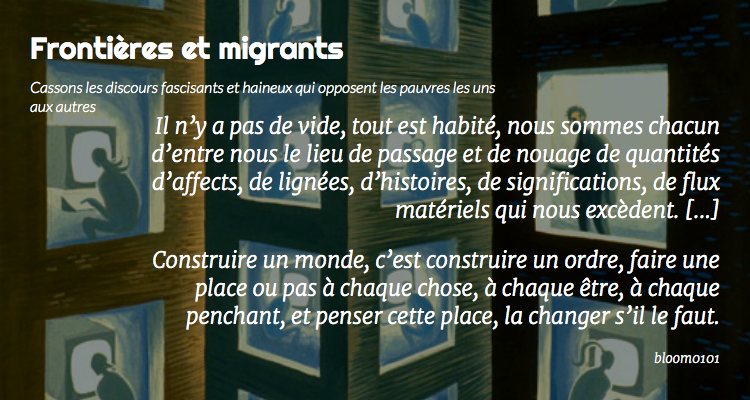 Frontières et migrants
Cassons les discours fascisants et haineux qui opposent les pauvres les uns
aux autres
Il n’y a pas de vide, tout est habité, nous sommes chacun
d’entre nous le lieu de passage et de nouage de quantités
d’affects, de lignées, d’histoires, de significations, de flux
matériels qui nous excèdent. [...]
Construire un monde, c’est construire un ordre, faire une
place ou pas à chaque chose, à chaque être, à chaque
penchant, et penser cette place, la changer s’il le faut.
bloom0101